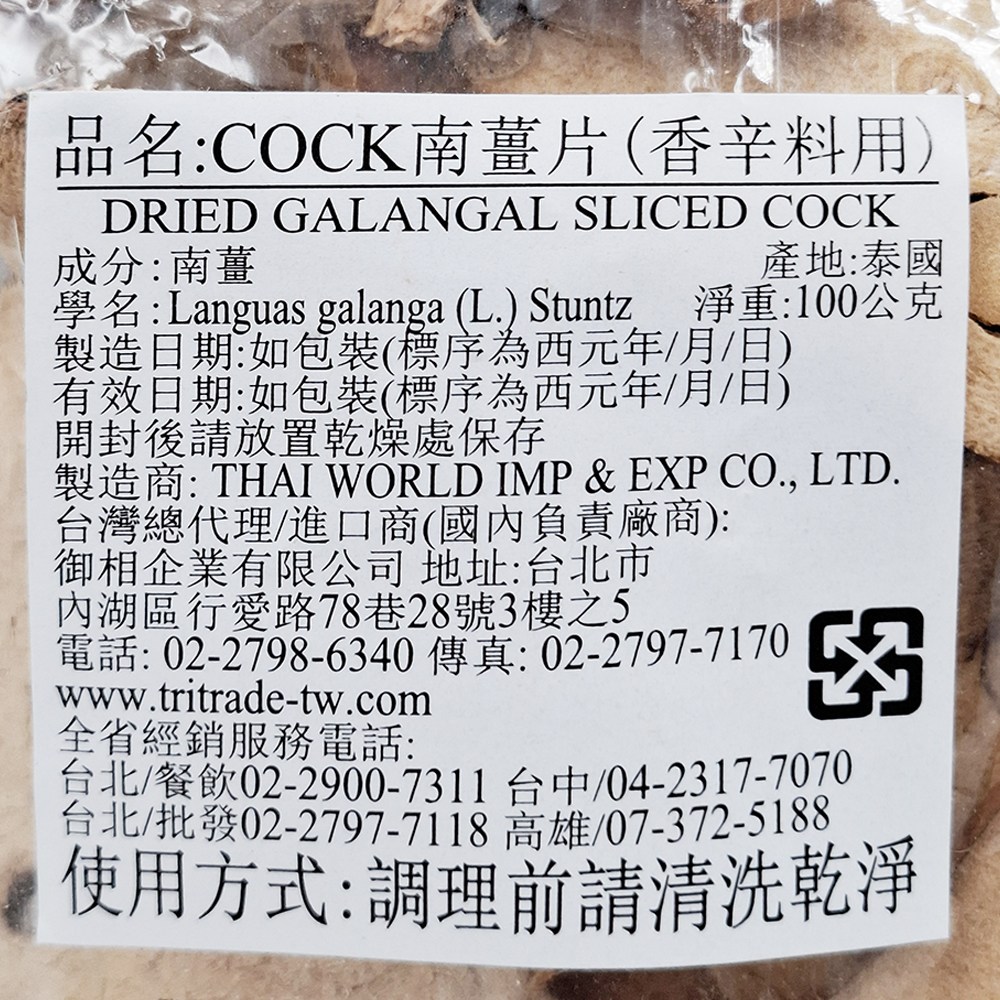 品名:COCK南薑片(香辛料用)
DRIED GALANGAL SLICED COCK
成分:南薑 產地:泰國
學名:Languas galanga (L.) Stuntz 淨重:100公克
製造日期:如包裝(標序為西元年/月/日)
有效日期:如包裝(標序為西元年/月/日)
開封後請放置乾燥處保存
製造商: THAI WORLD IMP & EXP CO., LTD.
台灣總代理/進口商(國內負責廠商):
御相企業有限公司 地址:台北市
內湖區行愛路78巷28號3樓之5
電話: 02-2798-6340 傳真: 02-2797-7170
www.tritrade-tw.com
全省經銷服務電話:
台北/餐飲02-2900-7311 台中/04-2317-7070
台北/批發02-2797-7118 高雄/07-372-5188
使用方式:調理前請清洗乾淨